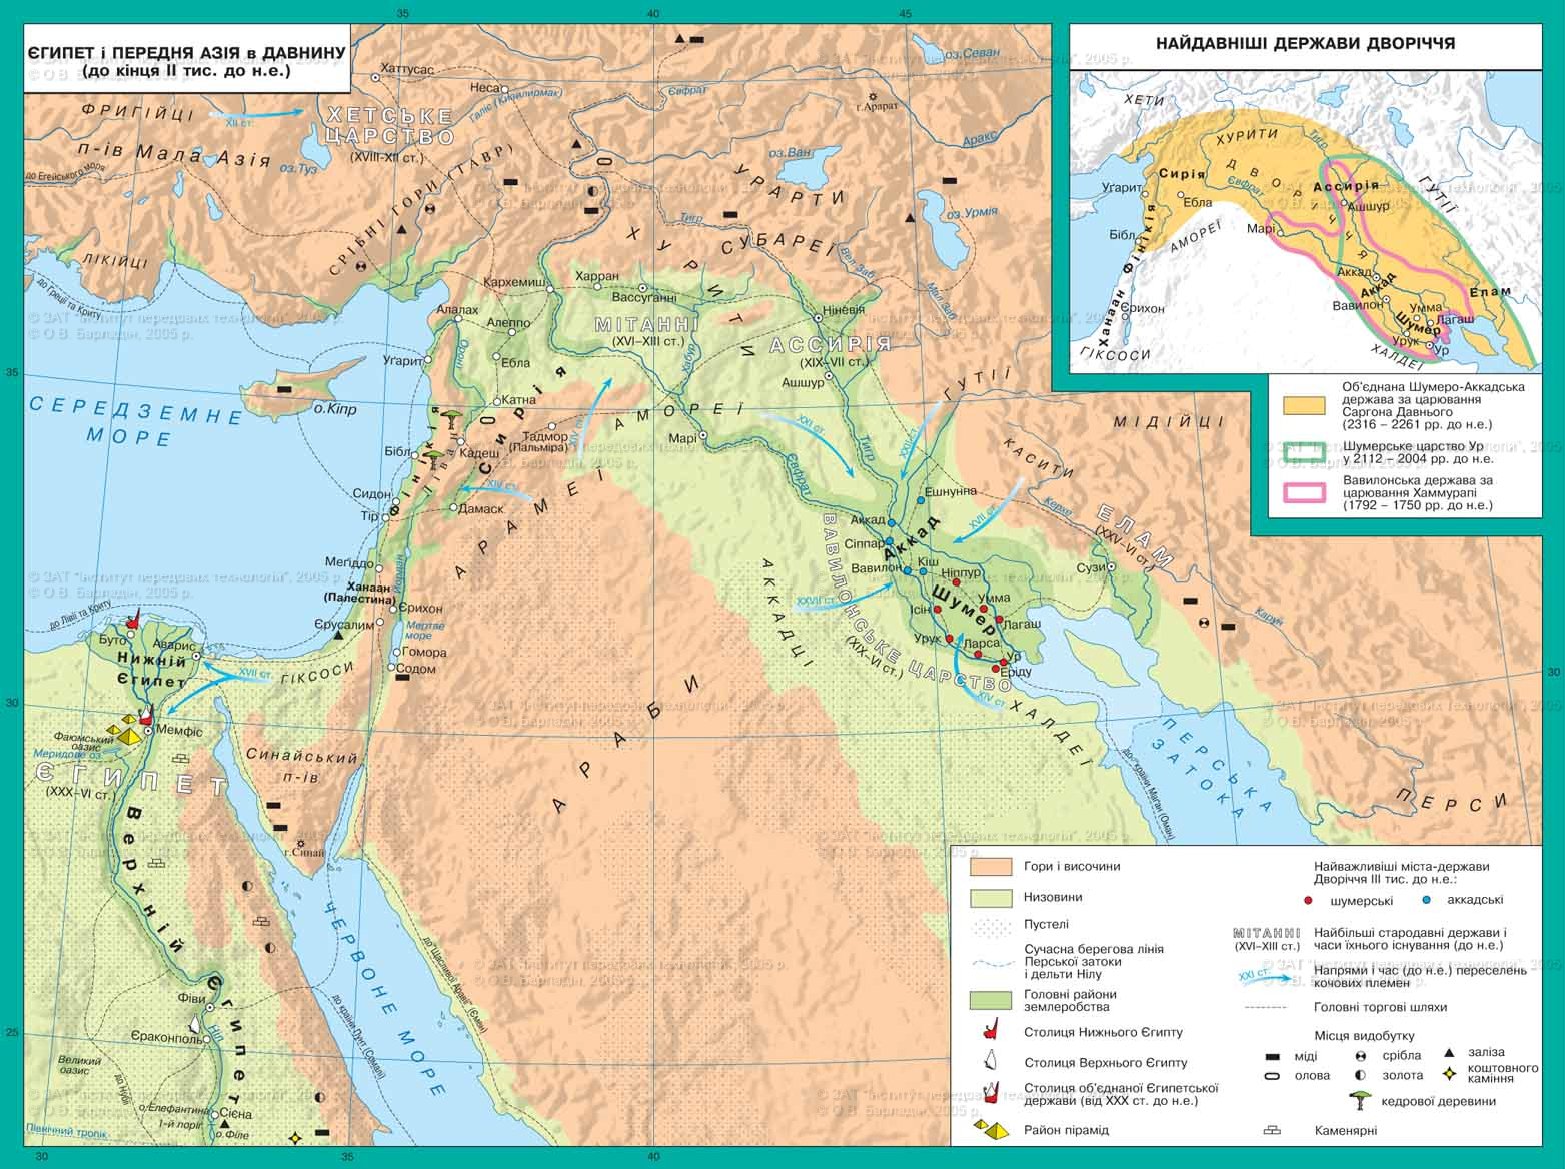 ЄГИПЕТ і ПЕРЕДНЯ АЗІЯ в ДАВНИНУ
(до кінця II тис. до н.е.)
35
40
45
Хаттусас
Неса
Галіс (Кизилирмак)
Євфрат
оз.Севан
г.Арарат
Аракс
ФРИГІЙЦІ
XII ст.
ХЕТСЬКЕ
ЦАРСТВО
(XVIII-XII ст.)
п-ів Мала Азія
оз.Туз
до Егейського моря
СРІБНІ ГОРИ (ТАВР)
оз.Ван
УРАРТИ
оз.Урмія
Тигр
ХУРИТИ
СУБАРЕЇ
Вел.Заб
Мал.Заб
ЛІКІЙЦІ
до Греції та Криту
Кархемиш
Харран
Вассуганні
Ніневія
Алалах
Алеппо
МІТАННІ
(XVI–XIII ст.)
АССИРІЯ
(XIX–VII ст.)
Угарит
Оронт
Ебла
Хабур
Ашшур
35
СЕРЕДЗЕМНЕ
МОРЕ
о.Кіпр
Катна
Сирія
АМОРЕЇ
ГУТІЇ
МІДІЙЦІ
Тадмор
(Пальміра)
XIV ст.
Марі
XXI ст.
Тигр
XXII ст.
КАСИТИ
Бібл
Кадеш
Фінікія
Ліван
Євфрат
Сидон
XIV ст.
Тір
Дамаск
АРАМЕЇ
Ешнунна
Аккад
XVII ст.
Керхе
ЕЛАМ
(XXV–VI ст.)
Сіппар
Аккад
Меґіддо
Йордан
Вавилон
Кіш
Ніппур
Сузи
Ханаан
(Палестина)
Єрихон
АККАДЦІ
XXVII ст.
ВАВИЛОНСЬКЕ ЦАРСТВО
(XIX–VI ст.)
Шумер
Умма
Ісін
Лагаш
до Лівії та Криту
Єрусалим
Мертве
море
Урук
Ларса
Ур
Еріду
Карун
Буто
Аварис
Гомора
Содом
Нижній
Єгипет
XVII ст.
ГІКСОСИ
XIV ст.
ХАЛДЕЇ
30
30
Мемфіс
Фаюмський
оазис
Меридове оз.
АРАБИ
ПЕРСЬКА
ЗАТОКА
Синайський
п-ів
ЄГИПЕТ
(XXX–VI ст.)
до країни Маган (Оман)
ПЕРСИ
Верхній Єгипет
г.Синай
ЧЕРВОНЕ МОРЕ
до "Щасливої Аравії" (Ємен)
до країни Пунт (Сомалі)
Фіви
Єраконполь
Ніл
25
Великий
оазис
до Нубії
о.Елефантина
Сієна
1-й поріг
о.Філе
Північний тропік
30
35
40
НАЙДАВНІШІ ДЕРЖАВИ ДВОРІЧЧЯ
ХЕТИ
ХУРИТИ
Тигр
Сирія
Євфрат
ДВОРІЧЧЯ
Ассирія
ГУТІЇ
Угарит
Ебла
Ашшур
Марі
Бібл
АМОРЕЇ
Ханаан
Фінікія
Аккад
Аккад
Елам
Єрихон
Вавилон
Умма
Шумер
Лагаш
ГІКСОСИ
Урук
Ур
ХАЛДЕЇ
Об'єднана Шумеро-Аккадська
держава за царювання
Саргона Давнього
(2316 – 2261 рр. до н.е.)
Шумерське царство Ур
у 2112 – 2004 рр. до н.е.
Вавилонська держава за
царювання Хаммурапі
(1792 – 1750 рр. до н.е.)
Гори і височини
Низовини
Пустелі
Сучасна берегова лінія
Перської затоки
і дельти Нілу
Головні райони
землеробства
Столиця Нижнього Єгипту
Столиця Верхнього Єгипту
Столиця об'єднаної Єгипетської
держави (від XXX ст. до н.е.)
Район пірамід
Найважливіші міста-держави
Дворіччя III тис. до н.е.:
шумерські
аккадські
МІТАННІ
(XVI–XIII ст.)
Найбільші стародавні держави і
часи їхнього існування (до н.е.)
XXI ст.
Напрями і час (до н.е.) переселень
кочових племен
Головні торгові шляхи
Місця видобутку
міді
срібла
заліза
олова
золота
коштовного
каміння
кедрової деревини
Каменярні
© ЗАТ "Інститут передових технологій", 2005 р.
© О.В. Барладін, 2005 р.